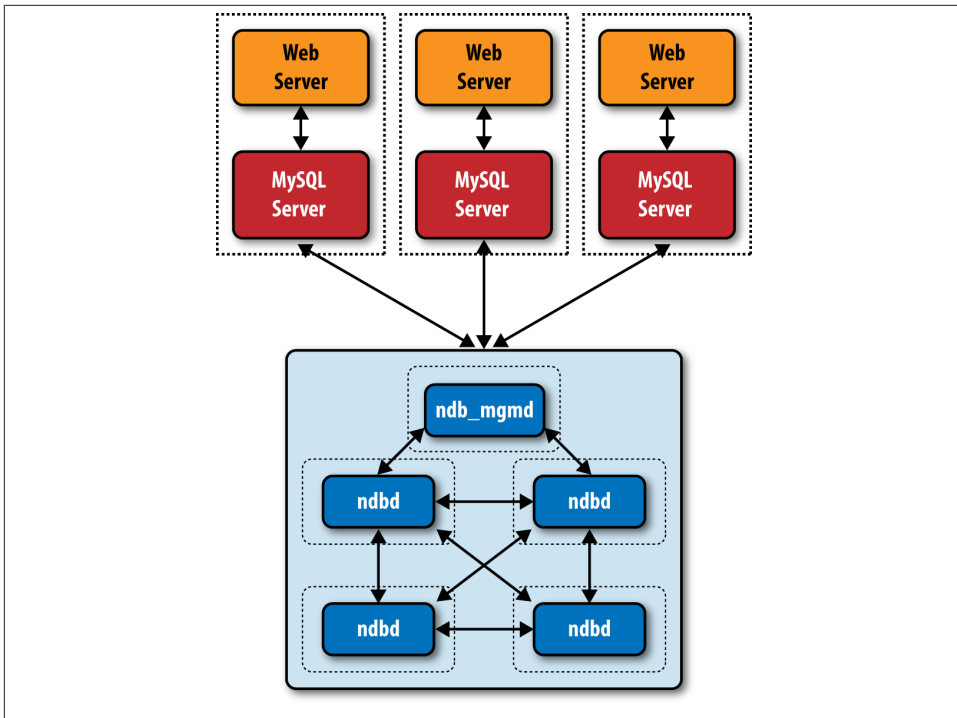 Web
Server
Web
Server
Web
Server
MySQL
Server
MySQL
Server
MySQL
Server
ndb_mgmd
ndbd
ndbd
ndbd
ndbd